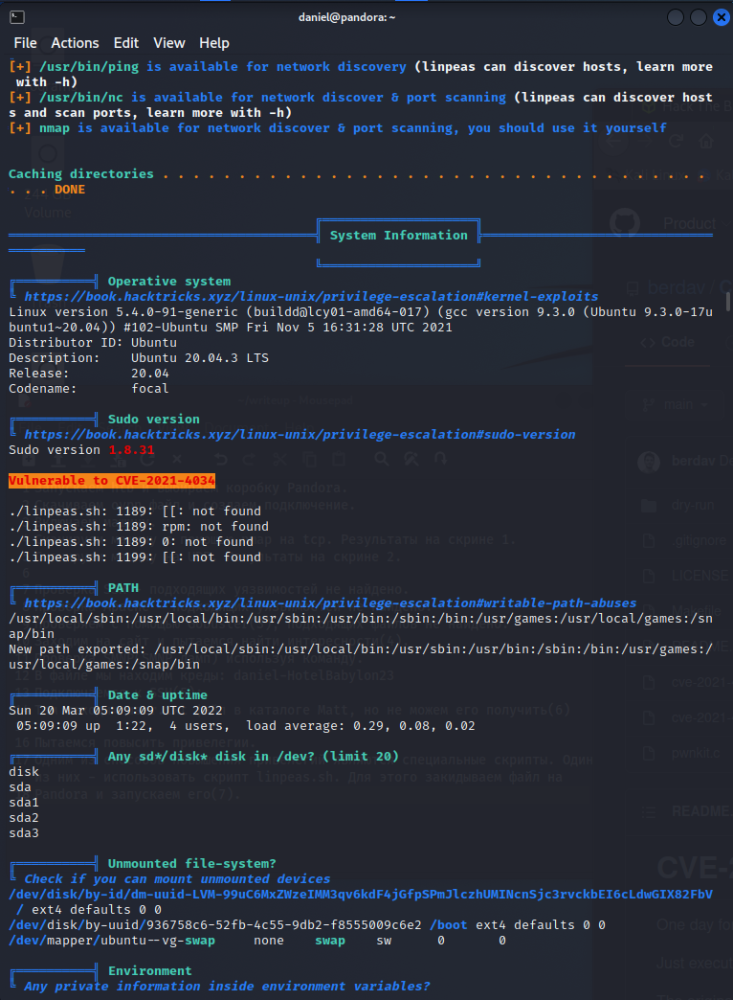 daniel@pandora: ~
File Actions Edit View Help
[+] /usr/bin/ping is available for network discovery (linpeas can discover hosts, learn more
 with -h)
[+] /usr/bin/nc is available for network discover & port scanning (linpeas can discover host
s and scan ports, learn more with -h)
[+] nmap is available for network discover & port scanning, you should use it yourself
Caching directories . . . . . . . . . . . . . . . . . . . . . . . . . . . . . . . . . . . .
. . . DONE
System Information
Operative system
https://book.hacktricks.xyz/linux-unix/privilege-escalation#kernel-exploits
Linux version 5.4.0-91-generic (buildd@lcy01-amd64-017) (gcc version 9.3.0 (Ubuntu 9.3.0-17u
buntu1~20.04)) #102-Ubuntu SMP Fri Nov 5 16:31:28 UTC 2021
Distributor ID: Ubuntu
Description:    Ubuntu 20.04.3 LTS
Release:        20.04
Codename:       focal
Sudo version
https://book.hacktricks.xyz/linux-unix/privilege-escalation#sudo-version
Sudo version 1.8.31
Vulnerable to CVE-2021-4034
./linpeas.sh: 1189: [[: not found
./linpeas.sh: 1189: rpm: not found
./linpeas.sh: 1189: 0: not found
./linpeas.sh: 1199: [[: not found
PATH
https://book.hacktricks.xyz/linux-unix/privilege-escalation#writable-path-abuses
/usr/local/sbin:/usr/local/bin:/usr/sbin:/usr/bin:/sbin:/bin:/usr/games:/usr/local/games:/sn
ap/bin
New path exported: /usr/local/sbin:/usr/local/bin:/usr/sbin:/usr/bin:/sbin:/bin:/usr/games:/
usr/local/games:/snap/bin
Date & uptime
Sun 20 Mar 05:09:09 UTC 2022
 05:09:09 up  1:22,  4 users,  load average: 0.29, 0.08, 0.02
Any sd*/disk* disk in /dev? (limit 20)
disk
sda
sda1
sda2
sda3
Unmounted file-system?
Check if you can mount unmounted devices
/dev/disk/by-id/dm-uuid-LVM-99uC6MxZWzeIMM3qv6kdF4jGfpSPmJlczhUMINcnSjc3rvckbEI6cLdwGIX82FbV
 / ext4 defaults 0 0
/dev/disk/by-uuid/936758c6-52fb-4c55-9db2-f8555009c6e2 /boot ext4 defaults 0 0
/dev/mapper/ubuntu--vg-swap     none    swap    sw      0       0
Environment
Any private information inside environment variables?